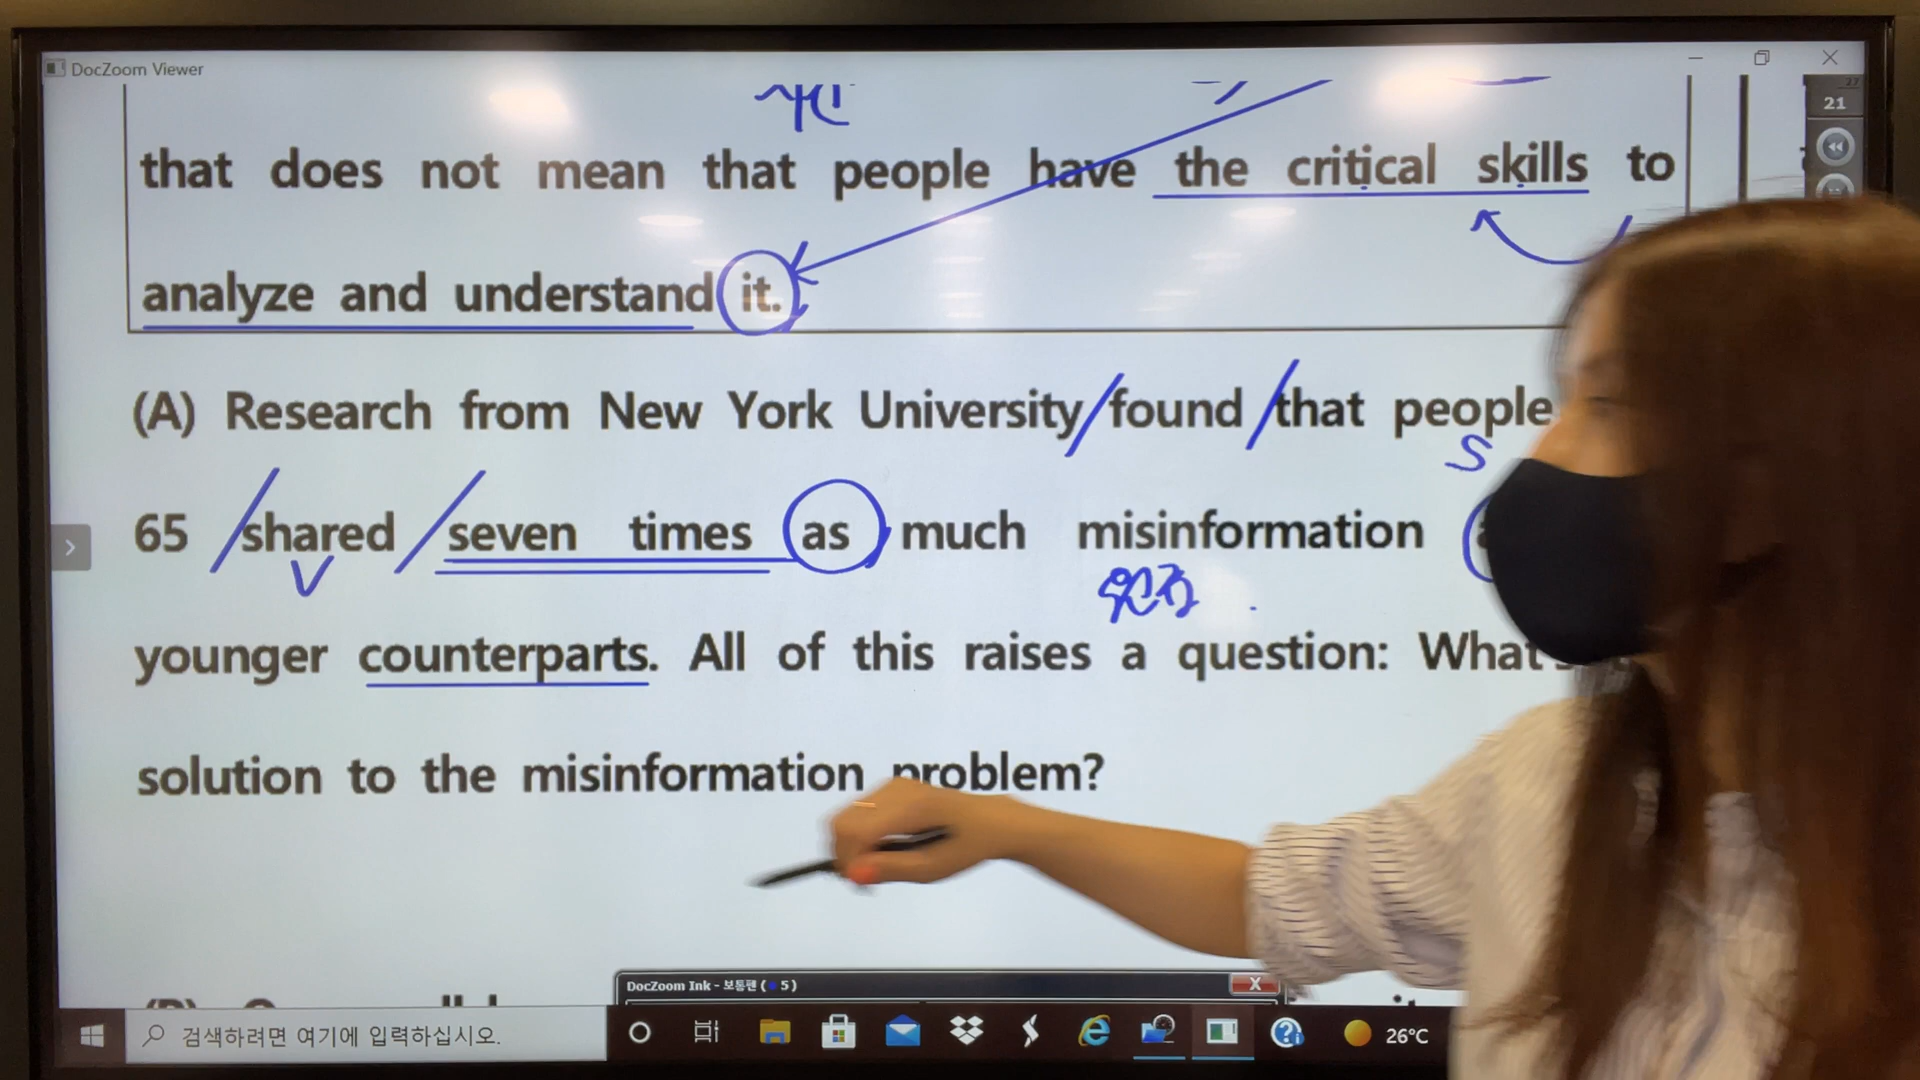 DocZoom Viewer
27
21
that does not mean that people have the critical skills to
analyze and understand it.
(A) Research from New York University found that people
S
65 shared seven times as much misinformation
V
younger counterparts. All of this raises a question: What's
solution to the misinformation problem?
DocZoom Ink - 보통펜 ( 5 )
X
검색하려면 여기에 입력하십시오.
26°C